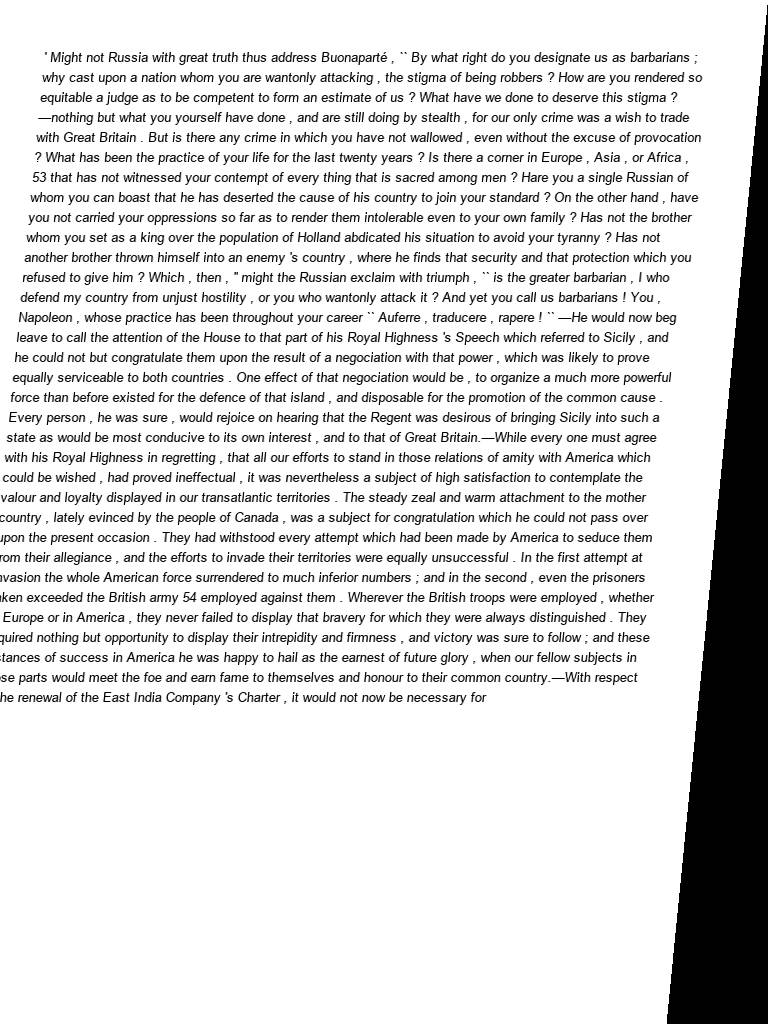 ' Might not Russia with great truth thus address Buonaparté , `` By what right do you designate us as barbarians ;
why cast upon a nation whom you are wantonly attacking , the stigma of being robbers ? How are you rendered so
equitable a judge as to be competent to form an estimate of us ? What have we done to deserve this stigma ?
—nothing but what you yourself have done , and are still doing by stealth , for our only crime was a wish to trade
with Great Britain . But is there any crime in which you have not wallowed , even without the excuse of provocation
? What has been the practice of your life for the last twenty years ? Is there a corner in Europe , Asia , or Africa ,
53 that has not witnessed your contempt of every thing that is sacred among men ? Hare you a single Russian of
whom you can boast that he has deserted the cause of his country to join your standard ? On the other hand , have
you not carried your oppressions so far as to render them intolerable even to your own family ? Has not the brother
whom you set as a king over the population of Holland abdicated his situation to avoid your tyranny ? Has not
another brother thrown himself into an enemy 's country , where he finds that security and that protection which you
refused to give him ? Which , then , '' might the Russian exclaim with triumph , `` is the greater barbarian , I who
defend my country from unjust hostility , or you who wantonly attack it ? And yet you call us barbarians ! You ,
Napoleon , whose practice has been throughout your career `` Auferre , traducere , rapere ! `` —He would now beg
leave to call the attention of the House to that part of his Royal Highness 's Speech which referred to Sicily , and
he could not but congratulate them upon the result of a negociation with that power , which was likely to prove
equally serviceable to both countries . One effect of that negociation would be , to organize a much more powerful
force than before existed for the defence of that island , and disposable for the promotion of the common cause .
Every person , he was sure , would rejoice on hearing that the Regent was desirous of bringing Sicily into such a
state as would be most conducive to its own interest , and to that of Great Britain.—While every one must agree
with his Royal Highness in regretting , that all our efforts to stand in those relations of amity with America which
could be wished , had proved ineffectual , it was nevertheless a subject of high satisfaction to contemplate the
valour and loyalty displayed in our transatlantic territories . The steady zeal and warm attachment to the mother
country , lately evinced by the people of Canada , was a subject for congratulation which he could not pass over
upon the present occasion . They had withstood every attempt which had been made by America to seduce them
rom their allegiance , and the efforts to invade their territories were equally unsuccessful . In the first attempt at
nvasion the whole American force surrendered to much inferior numbers ; and in the second , even the prisoners
ken exceeded the British army 54 employed against them . Wherever the British troops were employed , whether
Europe or in America , they never failed to display that bravery for which they were always distinguished . They
quired nothing but opportunity to display their intrepidity and firmness , and victory was sure to follow ; and these
stances of success in America he was happy to hail as the earnest of future glory , when our fellow subjects in
se parts would meet the foe and earn fame to themselves and honour to their common country.—With respect
he renewal of the East India Company 's Charter , it would not now be necessary for